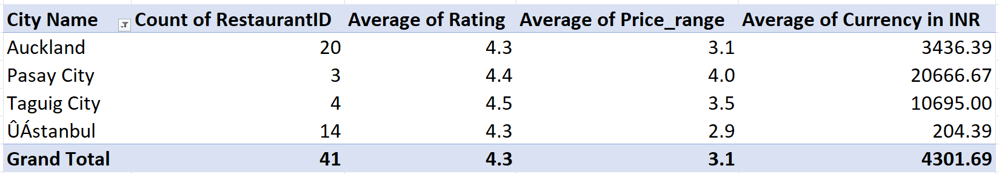 City Name Count of RestaurantID Average of Rating Average of Price_range Average of Currency in INR
Auckland 20 4.3 3.1 3436.39
Pasay City 3 4.4 4.0 20666.67
Taguig City 4 4.5 3.5 10695.00
ÛÁstanbul 14 4.3 2.9 204.39
Grand Total 41 4.3 3.1 4301.69